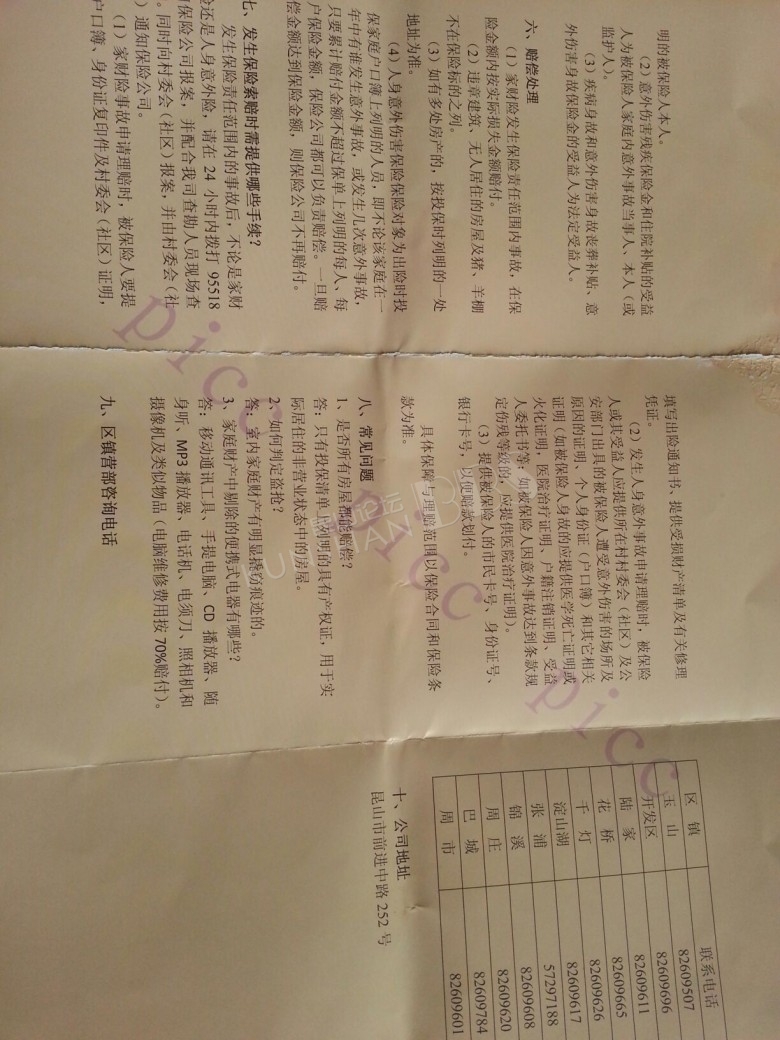 明的被保险人本人。
（2）意外伤害残疾保险金和住院补贴的受益
人为被保险人家庭内意外事故当事人、本人（或
监护人）。
（3）疾病身故和意外伤害身故丧葬补贴、意
外伤害身故保险金的受益人为法定受益人。
六、赔偿处理
（1）家财险发生保险责任范围内事故，在保
险金额内按实际损失金额赔付。
（2）违章建筑、无人居住的房屋及猪、羊棚
不在保险标的之列。
（3）如有多处房产的，按投保时列明的一处
地址为准。
（4）人身意外伤害保险保险对象为出险时投
保家庭户口簿上列明的人员，即不论该家庭在一
年中有谁发生意外事故，或发生几次意外事故，
只要累计赔付金额不超过保单上列明的每人、每
户保险金额，保险公司都可以负责赔偿。一旦赔
偿金额达到保险金额，则保险公司不再赔付。
七、发生保险索赔时需提供哪些手续？
发生保险责任范围内的事故后，不论是家财
还是人身意外险，请在 24 小时内拨打 95518
保险公司报案，并配合我司查勘人员现场查
。同时向村委会（社区）报案，并由村委会（社
）通知保险公司。
（1）家财险事故申请理赔时，被保险人要提
户口簿、身份证复印件及村委会（社区）证明，
填写出险通知书、提供受损财产清单及有关修理
凭证。
（2）发生人身意外事故申请理赔时，被保险
人或其受益人应提供所在村村委会（社区）及公
安部门出具的被保险人遭受意外伤害的场所及
原因的证明、个人身份证（户口簿）和其它相关
证明（如被保险人身故的应提供医学死亡证明或
火化证明，医院治疗证明、户籍注销证明、受益
人委托书等，如被保险人因意外事故达到条款规
定伤残等级的，应提供医院治疗证明）。
（3）提供被保险人的市民卡号、身份证号、
银行卡号，以便赔款划付。
具体保障与理赔范围以保险合同和保险条
款为准。
八、常见问题
1、是否所有房屋都能赔偿？
答：只有投保清单上列明的具有产权证，用于实
际居住的非营业状态中的房屋。
2、如何判定盗抢？
答：室内家庭财产有明显撬窃痕迹的。
3、家庭财产中剔除的便携式电器有哪些？
答：移动通讯工具、手提电脑、CD 播放器、随
身听、MP3 播放器、电话机、电须刀、照相机和
摄像机及类似物品（电脑维修费用按 70%赔付）。
九、区镇营部咨询电话
区 镇 联系电话
玉 山 82609507
开发区 82609696
陆 家 82609611
花 桥 82609665
千 灯 82609626
淀山湖 82609617
张 浦 57297188
锦 溪 82609608
周 庄 82609620
巴 城 82609784
周 市 82609601
十、公司地址
昆山市前进中路 252 号
picc
picc
picc